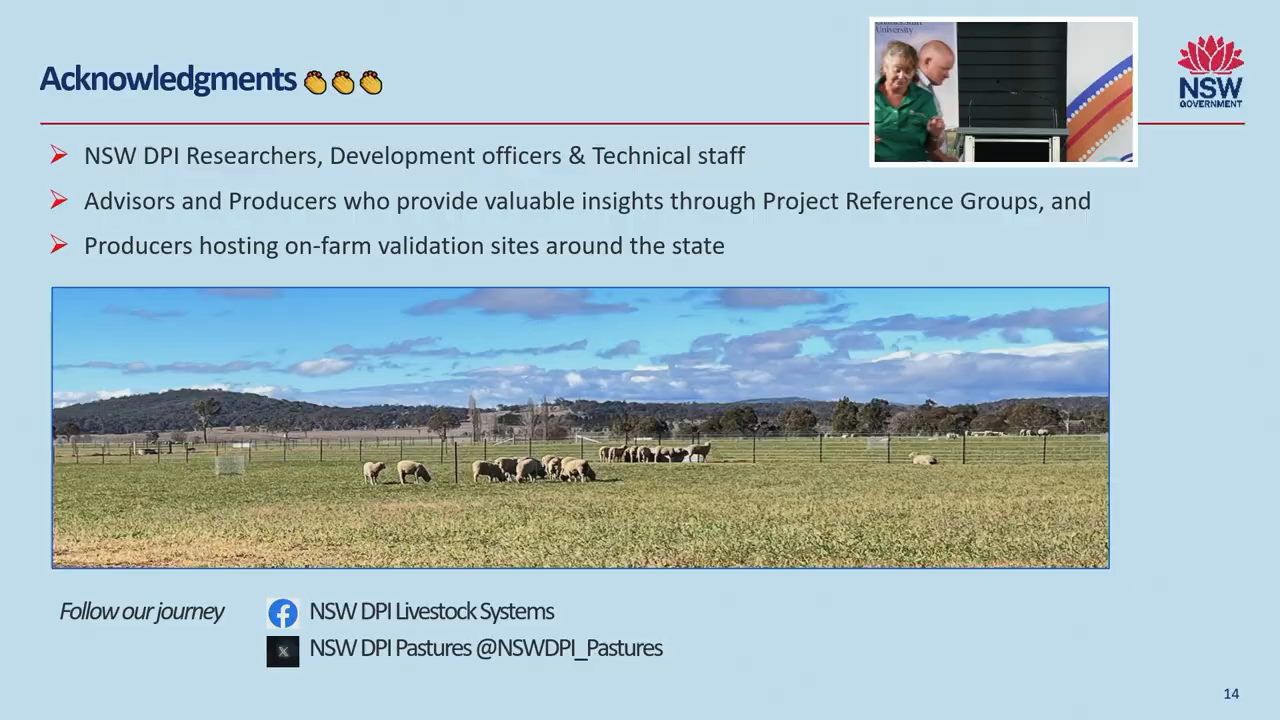 Acknowledgments 👏👏👏
University
NSW
GOVERNMENT
NSW DPI Researchers, Development officers & Technical staff
Advisors and Producers who provide valuable insights through Project Reference Groups, and
Producers hosting on-farm validation sites around the state
Follow our journey
NSW DPI Livestock Systems
NSW DPI Pastures @NSWDPI_Pastures
14